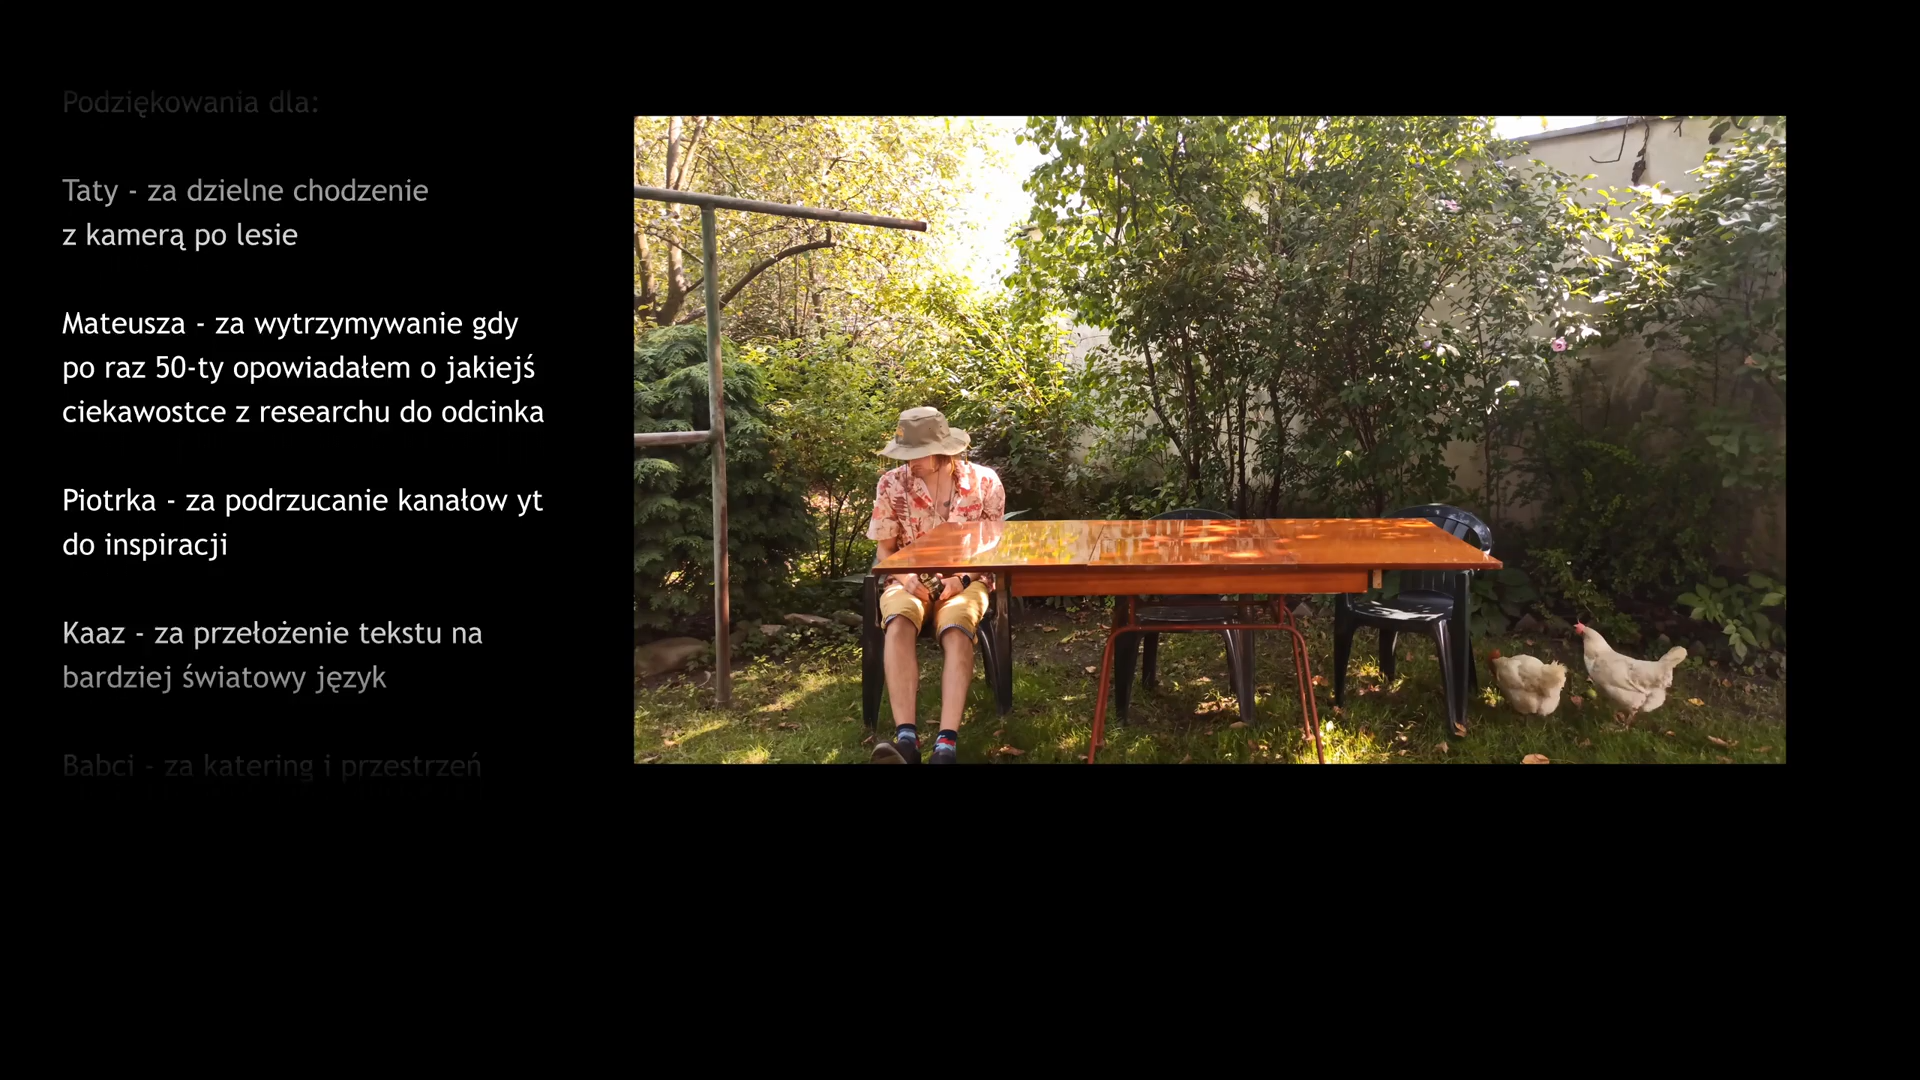 Podziękowania dla:
Taty - za dzielne chodzenie
z kamerą po lesie
Mateusza - za wytrzymywanie gdy
po raz 50-ty opowiadałem o jakiejś
ciekawostce z researchu do odcinka
Piotrka - za podrzucanie kanałow yt
do inspiracji
Kaaz - za przełożenie tekstu na
bardziej światowy język
Babci - za katering i przestrzeń